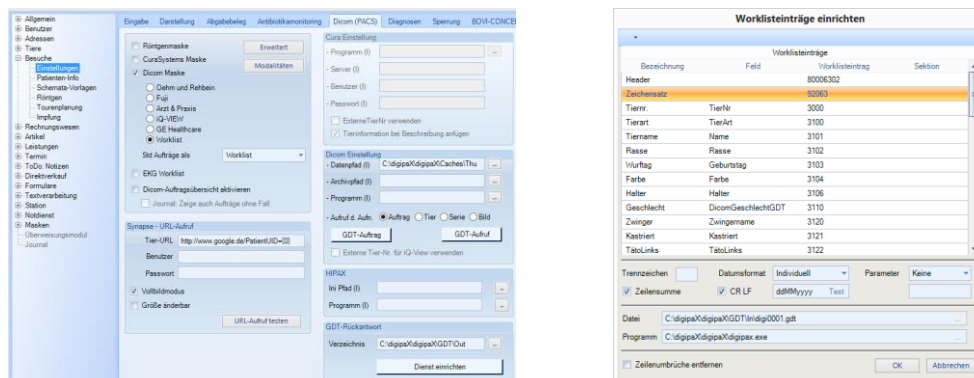 Allgemein
Benutzer
Adressen
Tiere
Besuche
Einstellungen
Patienten-Info
Schemata-Vorlagen
Röntgen
Tourenplanung
Impfung
Rechnungswesen
Artikel
Leistungen
Termin
ToDo: Notizen
Direktverkauf
Formulare
Textverarbeitung
Station
Notdienst
Masken
Überweisungsmodul
Journal
Eingabe Darstellung Abgabebeleg Antibiotikamonitoring Dicom (PACS) Diagnosen Sperrung BOVI-CONCE
Röntgenmaske Erweitert
CuraSystems Maske Modalitäten
Dicom Maske
Oehm und Rehbein
Fuji
Arzt & Praxis
iQ-VIEW
GE Healthcare
Worklist
Std Aufträge als Worklist
EKG Worklist
Dicom-Auftragsübersicht aktivieren
Journal: Zeige auch Aufträge ohne Fall
Synapse - URL-Aufruf
Tier-URL http://www.google.de/PatientUID=[0]
Benutzer
Passwort
Vollbildmodus
Größe änderbar
URL-Aufruf testen
Cura Einstellung
- Programm (l) ...
- Server (l)
- Benutzer (l)
- Passwort (l)
ExterneTierNr verwenden
Tierinformation bei Beschreibung anfügen
Dicom Einstellung
- Datenpfad (l) C:\digipaX\digipaX\Caches\Thu ...
- Archivpfad (l) ...
- Programm (l) ...
- Aufruf d. Aufn. Auftrag Tier Serie Bild
GDT-Auftrag GDT-Aufruf
Externe Tier-Nr. für iQ-View verwenden
HIPAX
Ini Pfad (l) ...
Programm (l) ...
GDT-Rückantwort
Verzeichnis C:\digipaX\digipaX\GDT\Out ...
Dienst einrichten
Worklisteinträge einrichten
Worklisteinträge
Bezeichnung Feld Worklisteintrag Sektion
Header 80006302
Zeichensatz 92063
Tiernr. TierNr 3000
Tierart TierArt 3100
Tiername Name 3101
Rasse Rasse 3102
Wurftag Geburtstag 3103
Farbe Farbe 3104
Halter Halter 3106
Geschlecht DicomGeschlechtGDT 3110
Zwinger Zwingername 3120
Kastriert Kastriert 3121
TätoLinks TätoLinks 3122
Trennzeichen Datumsformat Individuell Parameter Keine
Zeilensumme CR LF ddMMyyyy Test
Datei C:\digipaX\digipaX\GDT\In\digi0001.gdt ...
Programm C:\digipaX\digipaX\digipax.exe ...
Zeilenumbrüche entfernen OK Abbrechen